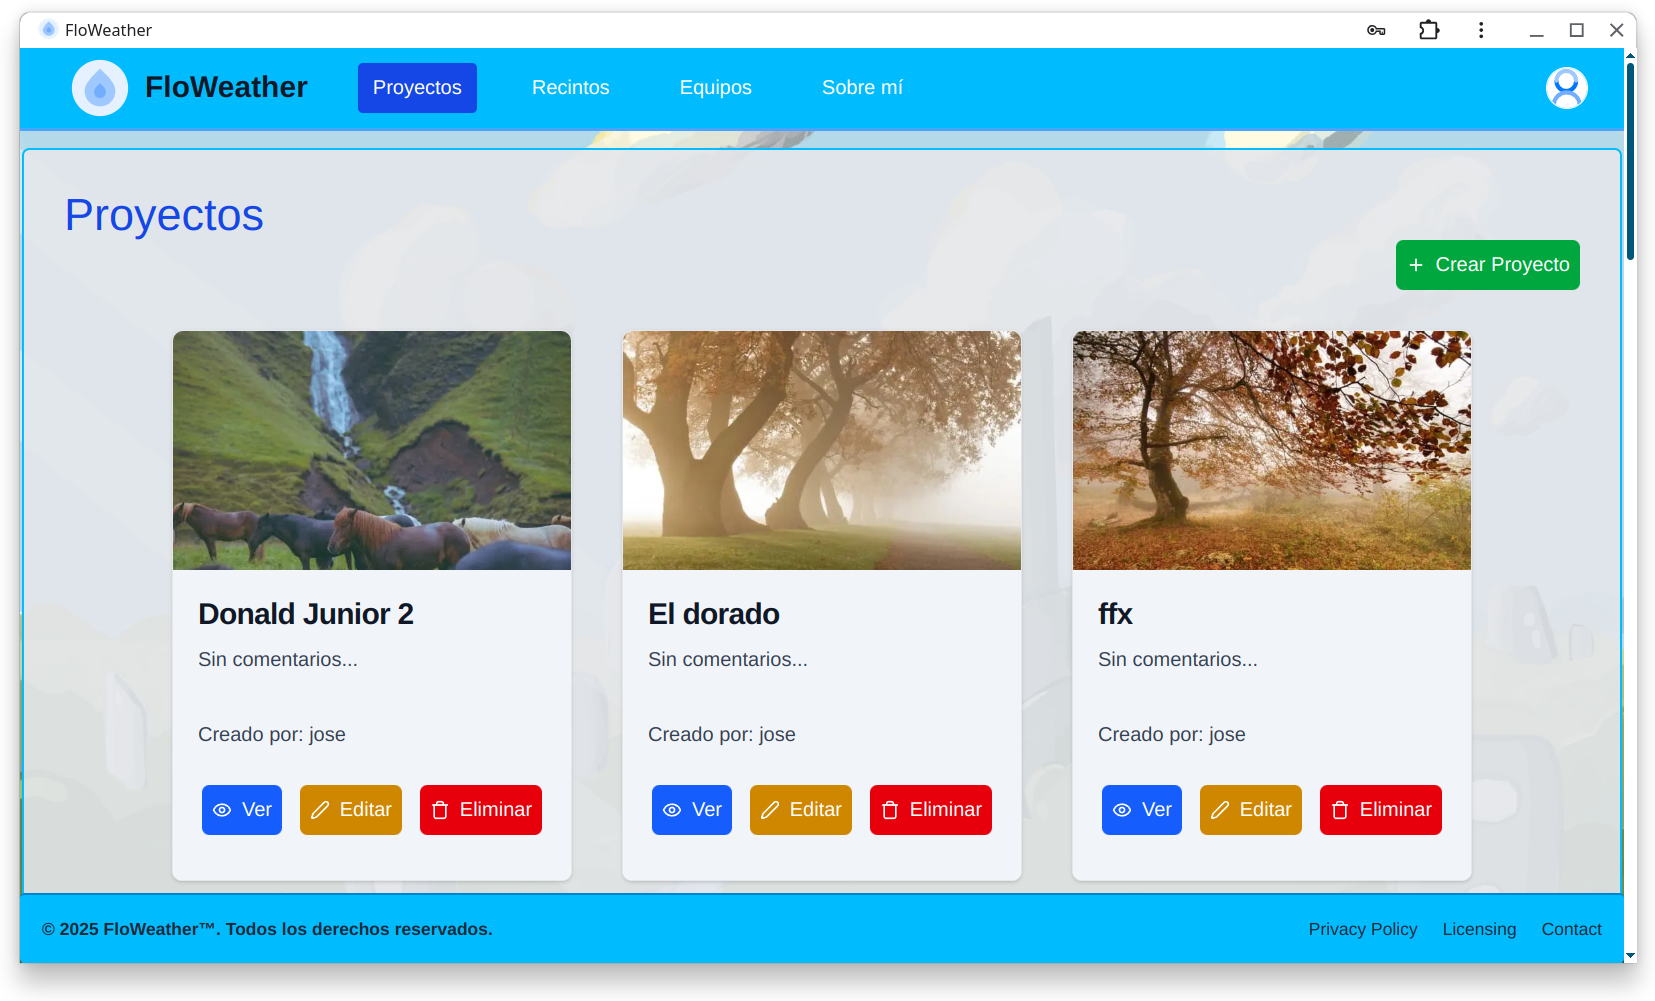 FloWeather
FloWeather
Proyectos
Recintos
Equipos
Sobre mí
Proyectos
Crear Proyecto
Donald Junior 2
Sin comentarios...
Creado por: jose
Ver
Editar
Eliminar
El dorado
Sin comentarios...
Creado por: jose
Ver
Editar
Eliminar
ffx
Sin comentarios...
Creado por: jose
Ver
Editar
Eliminar
© 2025 FloWeather™. Todos los derechos reservados.
Privacy Policy
Licensing
Contact